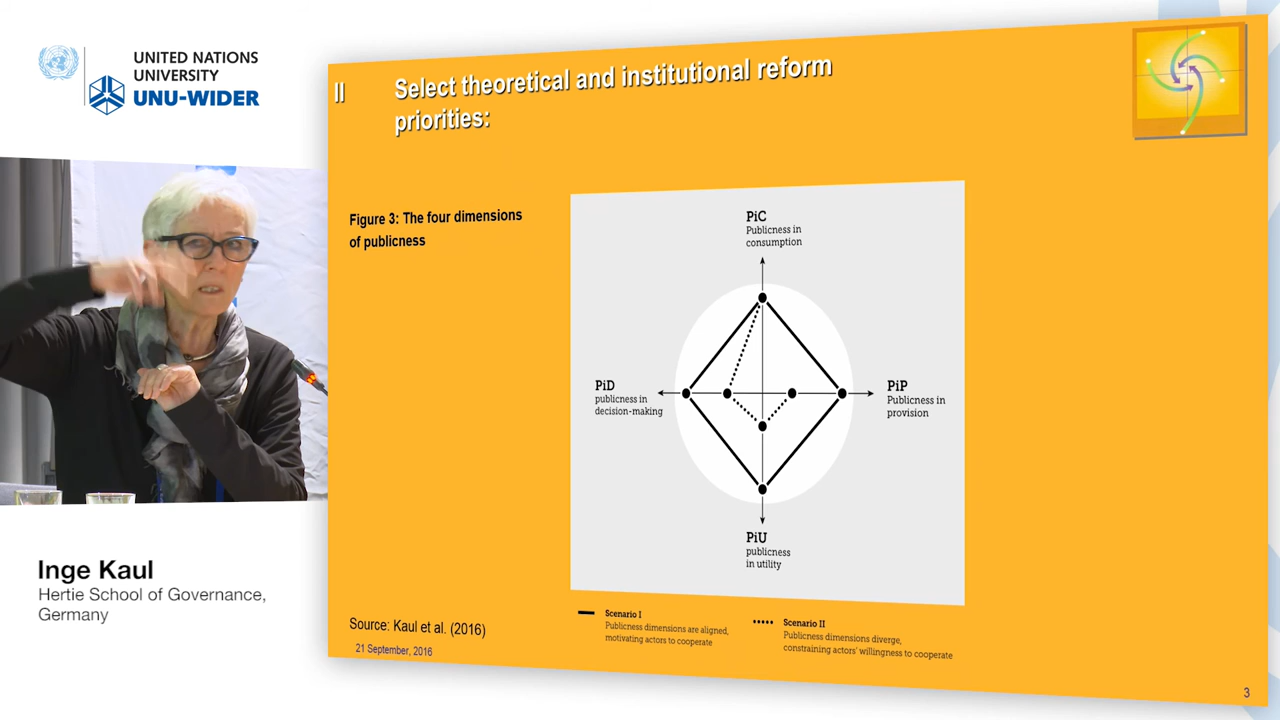 UNITED NATIONS
UNIVERSITY
UNU-WIDER
II Select theoretical and institutional reform
priorities:
Figure 3: The four dimensions
of publicness
PiC
Publicness in
consumption
PiD
publicness in
decision-making
PiP
Publicness in
provision
PiU
publicness
in utility
Scenario I
Publicness dimensions are aligned,
motivating actors to cooperate
Scenario II
Publicness dimensions diverge,
constraining actors' willingness to cooperate
Source: Kaul et al. (2016)
21 September, 2016
3
Inge Kaul
Hertie School of Governance,
Germany